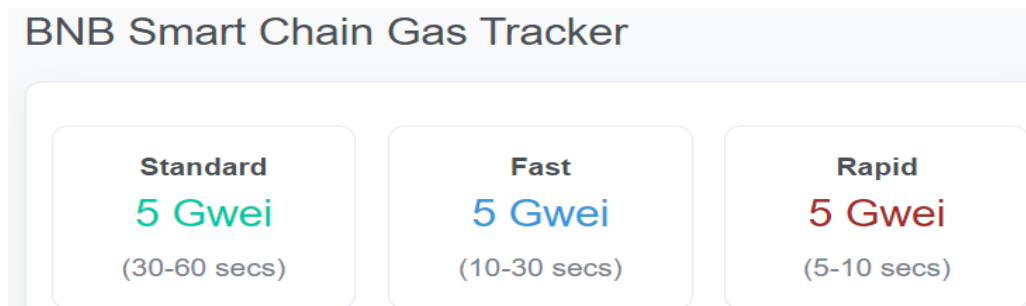 BNB Smart Chain Gas Tracker
Standard
5 Gwei
(30-60 secs)
Fast
5 Gwei
(10-30 secs)
Rapid
5 Gwei
(5-10 secs)